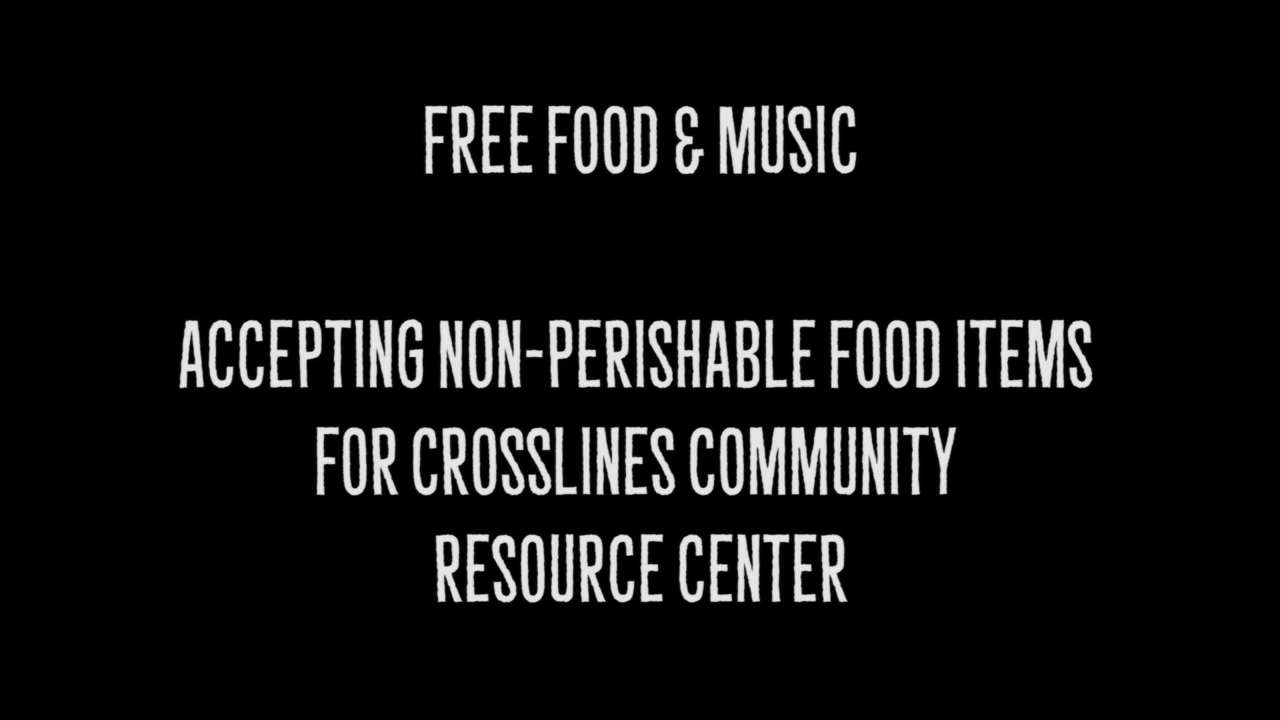 FREE FOOD & MUSIC
ACCEPTING NON-PERISHABLE FOOD ITEMS
FOR CROSSLINES COMMUNITY
RESOURCE CENTER